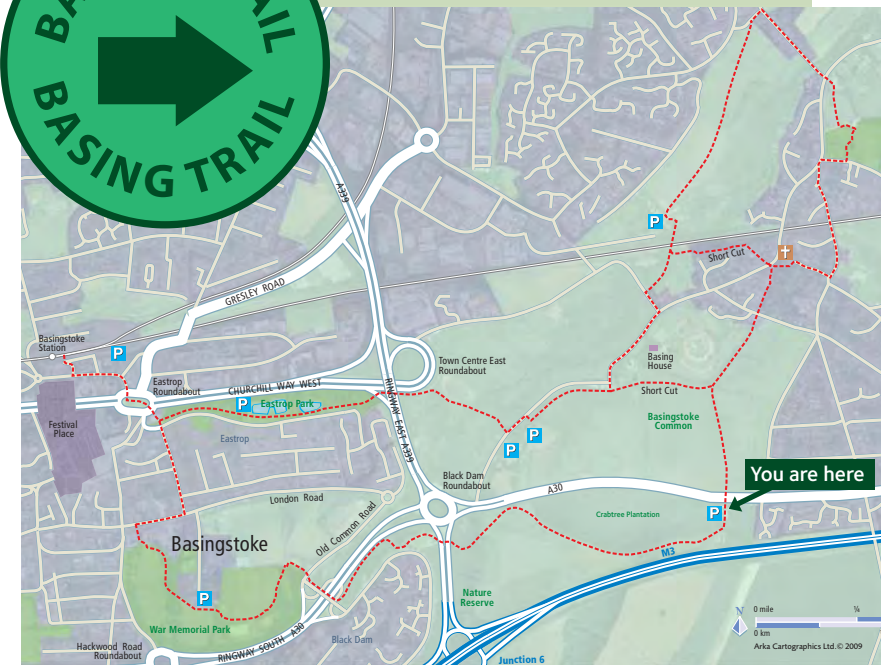 BA
AIL
BASING TRAIL
A339
GRESLEY ROAD
P
Short Cut
Basingstoke
Station
P
Town Centre East
Roundabout
Basing
House
Eastrop
Roundabout
CHURCHILL WAY WEST
RINGWAY EAST A339
Short Cut
P
Eastrop Park
Festival
Place
Eastrop
Basingstoke
Common
P
P
Black Dam
Roundabout
You are here
London Road
A30
Old Common Road
Crabtree Plantation
P
Basingstoke
M3
Nature
Reserve
P
N
0 mile
¼
0 km
War Memorial Park
Black Dam
Arka Cartographics Ltd.© 2009
Hackwood Road
Roundabout
RINGWAY SOUTH A30
Junction 6